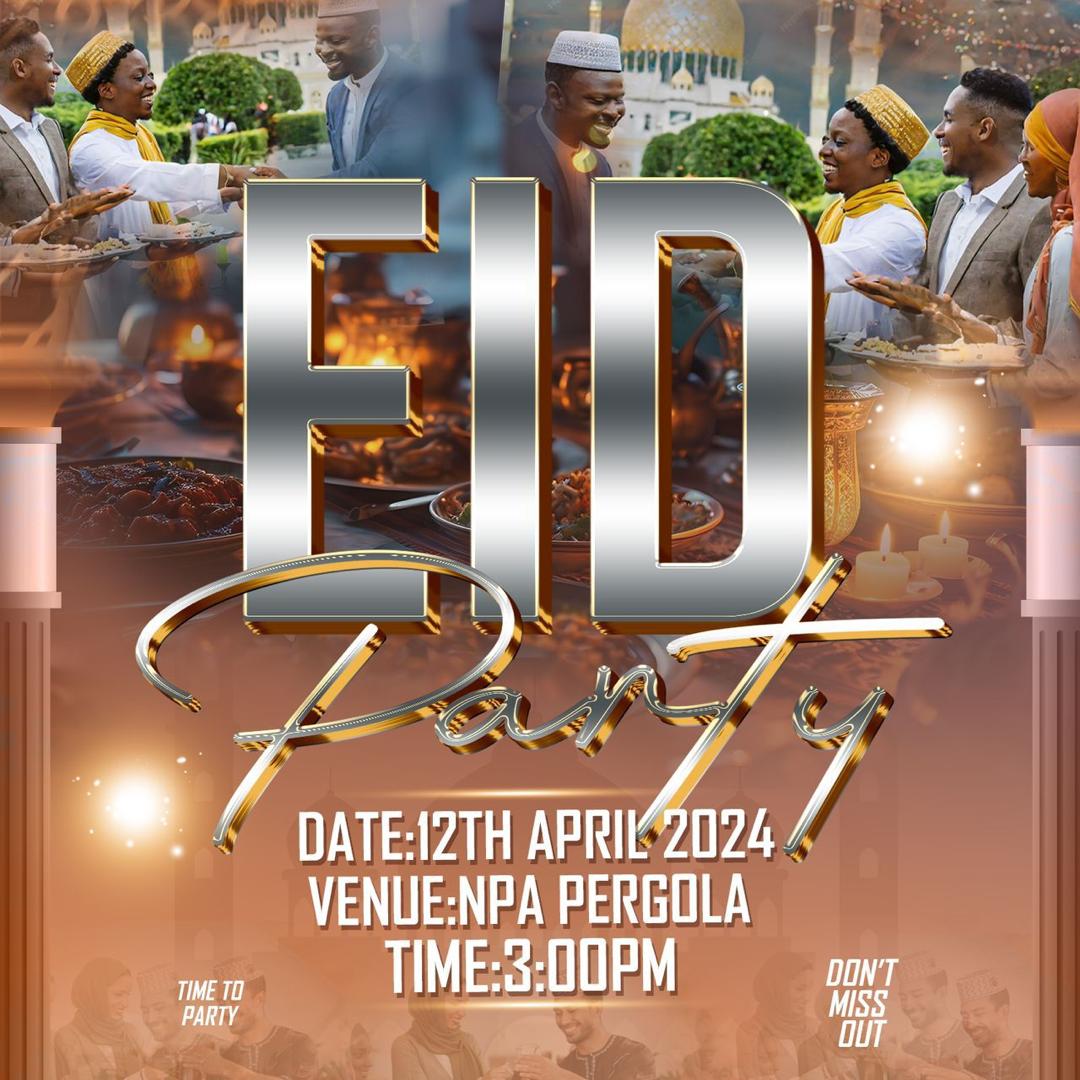 EID
Party
DATE:12TH APRIL 2024
VENUE:NPA PERGOLA
TIME:3:00PM
TIME TO
PARTY
DON'T
MISS
OUT